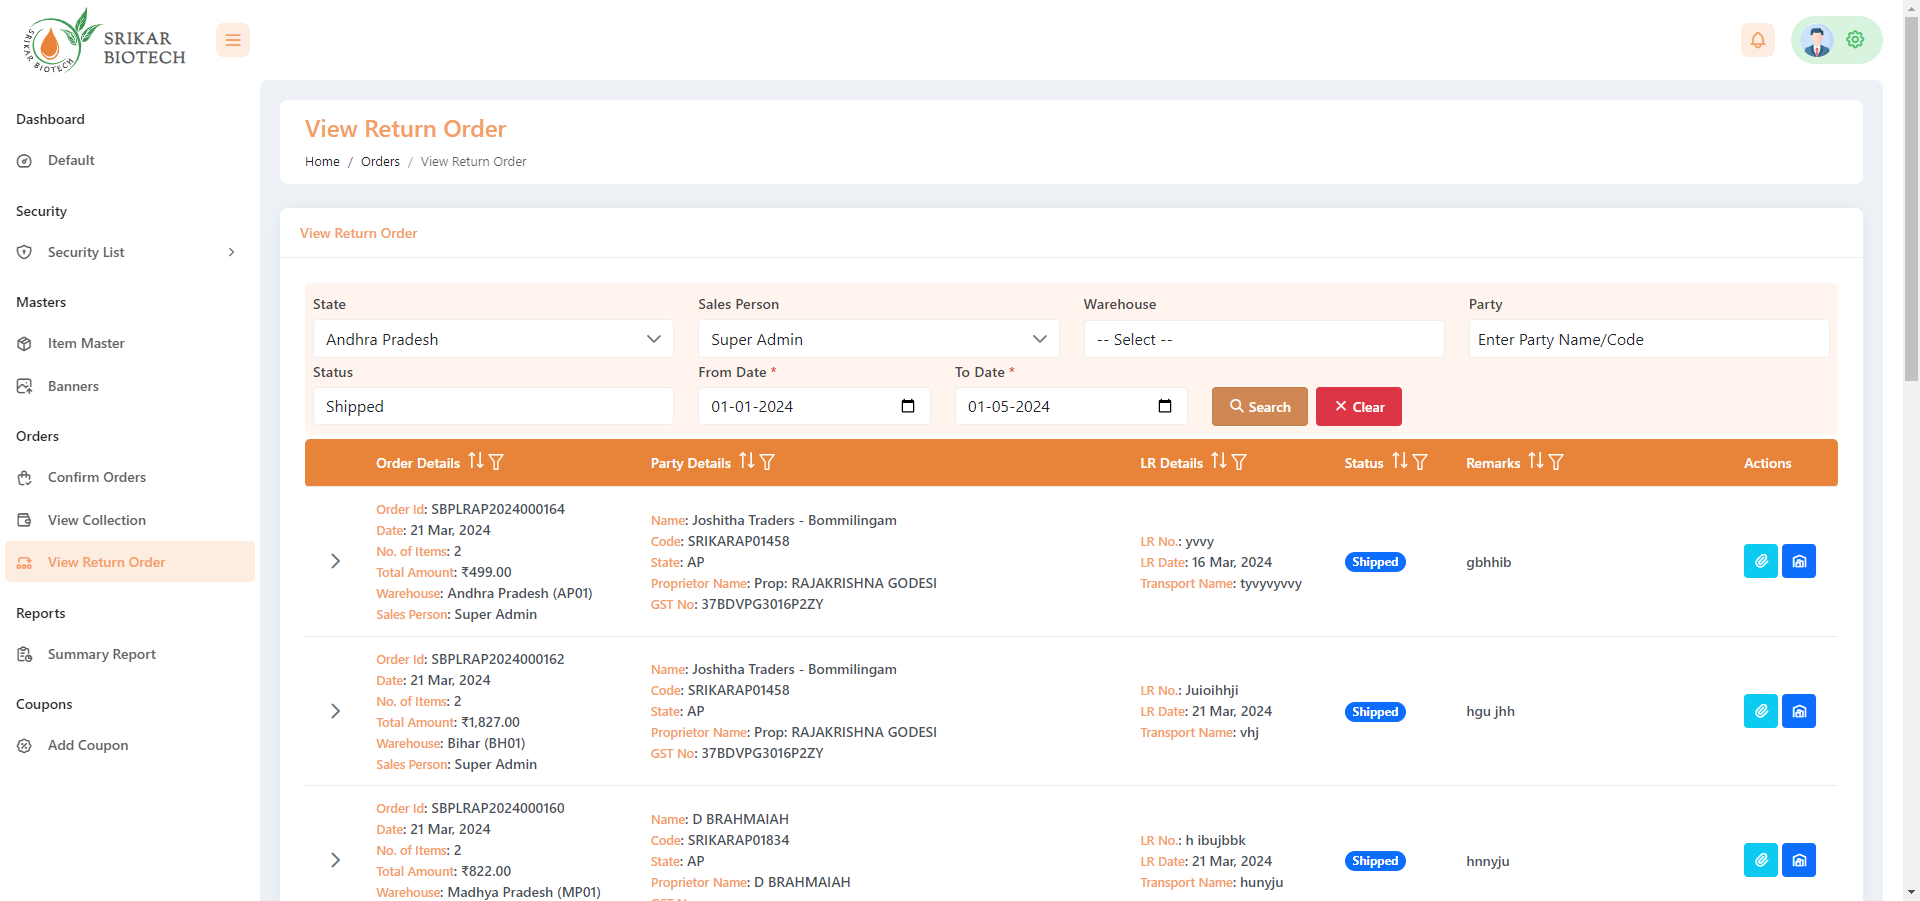 SRIKAR BIOTECH
SRIKAR
BIOTECH
Dashboard
Default
Security
Security List
Masters
Item Master
Banners
Orders
Confirm Orders
View Collection
View Return Order
Reports
Summary Report
Coupons
Add Coupon
View Return Order
Home / Orders / View Return Order
View Return Order
State Sales Person Warehouse Party
Andhra Pradesh Super Admin -- Select -- Enter Party Name/Code
Status From Date * To Date *
Shipped 01-01-2024 01-05-2024 Search Clear
Order Details Party Details LR Details Status Remarks Actions
Order Id: SBPLRAP2024000164
Date: 21 Mar, 2024
No. of Items: 2
Total Amount: ₹499.00
Warehouse: Andhra Pradesh (AP01)
Sales Person: Super Admin
Name: Joshitha Traders - Bommilingam
Code: SRIKARAP01458
State: AP
Proprietor Name: Prop: RAJAKRISHNA GODESI
GST No: 37BDVPG3016P2ZY
LR No.: yvvy
LR Date: 16 Mar, 2024
Transport Name: tyvyvyvvy
Shipped
gbhhib
Order Id: SBPLRAP2024000162
Date: 21 Mar, 2024
No. of Items: 2
Total Amount: ₹1,827.00
Warehouse: Bihar (BH01)
Sales Person: Super Admin
Name: Joshitha Traders - Bommilingam
Code: SRIKARAP01458
State: AP
Proprietor Name: Prop: RAJAKRISHNA GODESI
GST No: 37BDVPG3016P2ZY
LR No.: Juioihhji
LR Date: 21 Mar, 2024
Transport Name: vhj
Shipped
hgu jhh
Order Id: SBPLRAP2024000160
Date: 21 Mar, 2024
No. of Items: 2
Total Amount: ₹822.00
Warehouse: Madhya Pradesh (MP01)
Name: D BRAHMAIAH
Code: SRIKARAP01834
State: AP
Proprietor Name: D BRAHMAIAH
LR No.: h ibujbbk
LR Date: 21 Mar, 2024
Transport Name: hunyju
Shipped
hnnyju